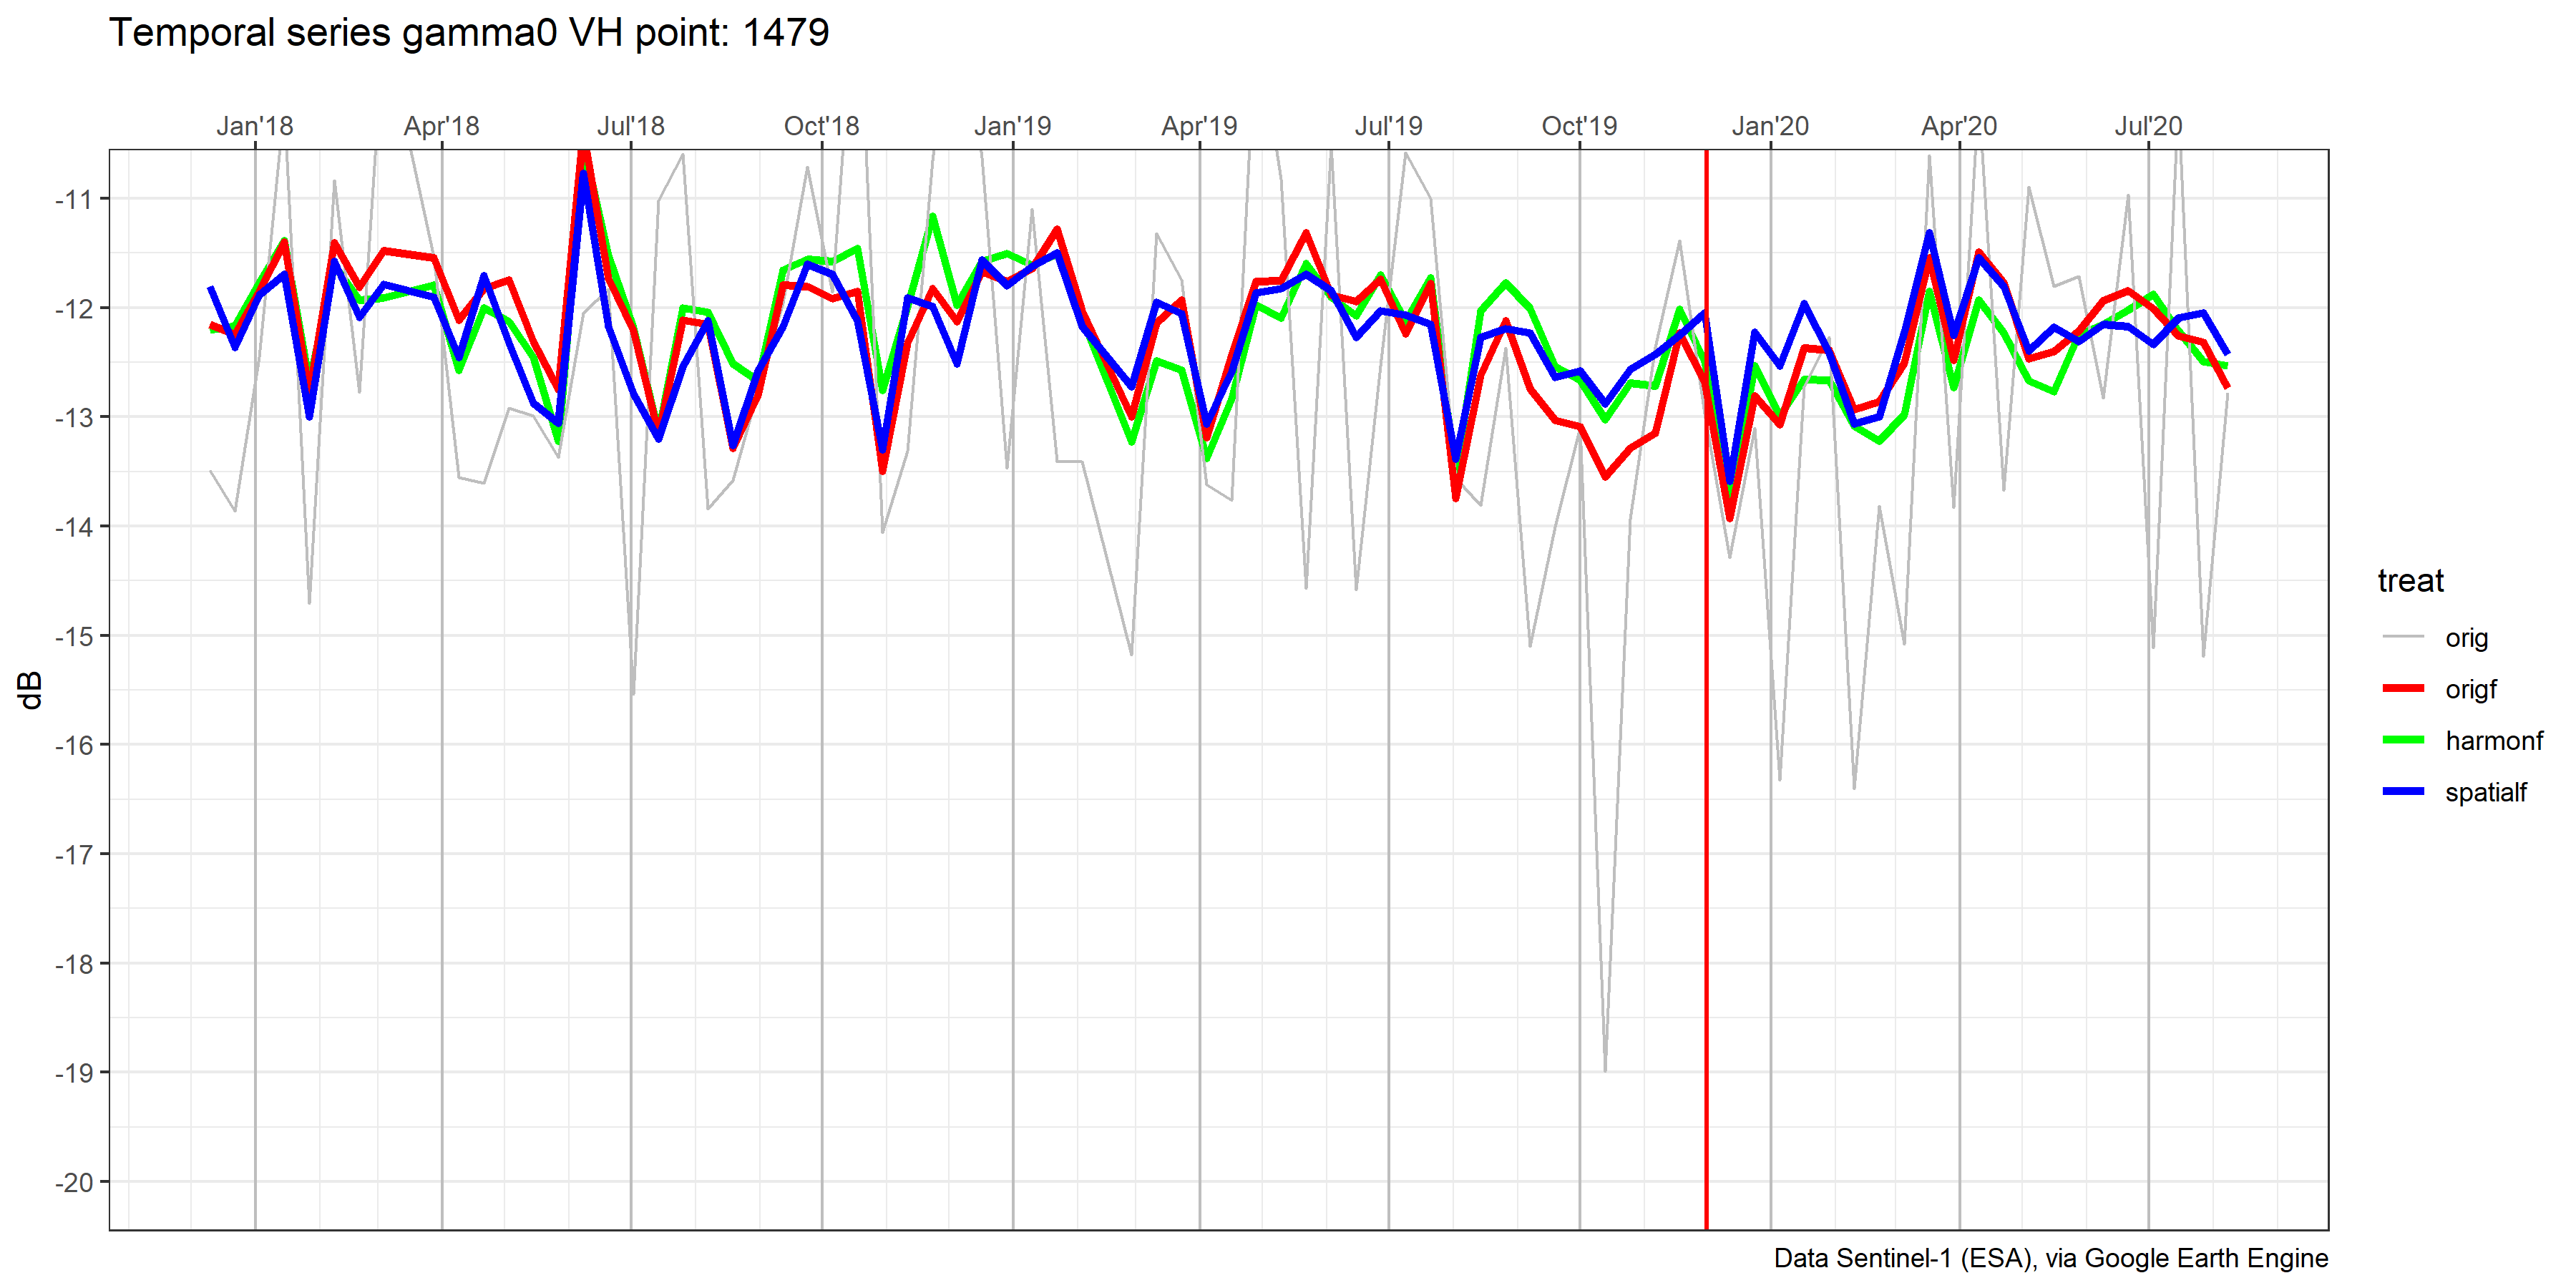 Temporal series gamma0 VH point: 1479
Jan'18 Apr'18 Jul'18 Oct'18 Jan'19 Apr'19 Jul'19 Oct'19 Jan'20 Apr'20 Jul'20
-11
-12
-13
-14
-15
-16
-17
-18
-19
-20
dB
treat
orig
origf
harmonf
spatialf
Data Sentinel-1 (ESA), via Google Earth Engine